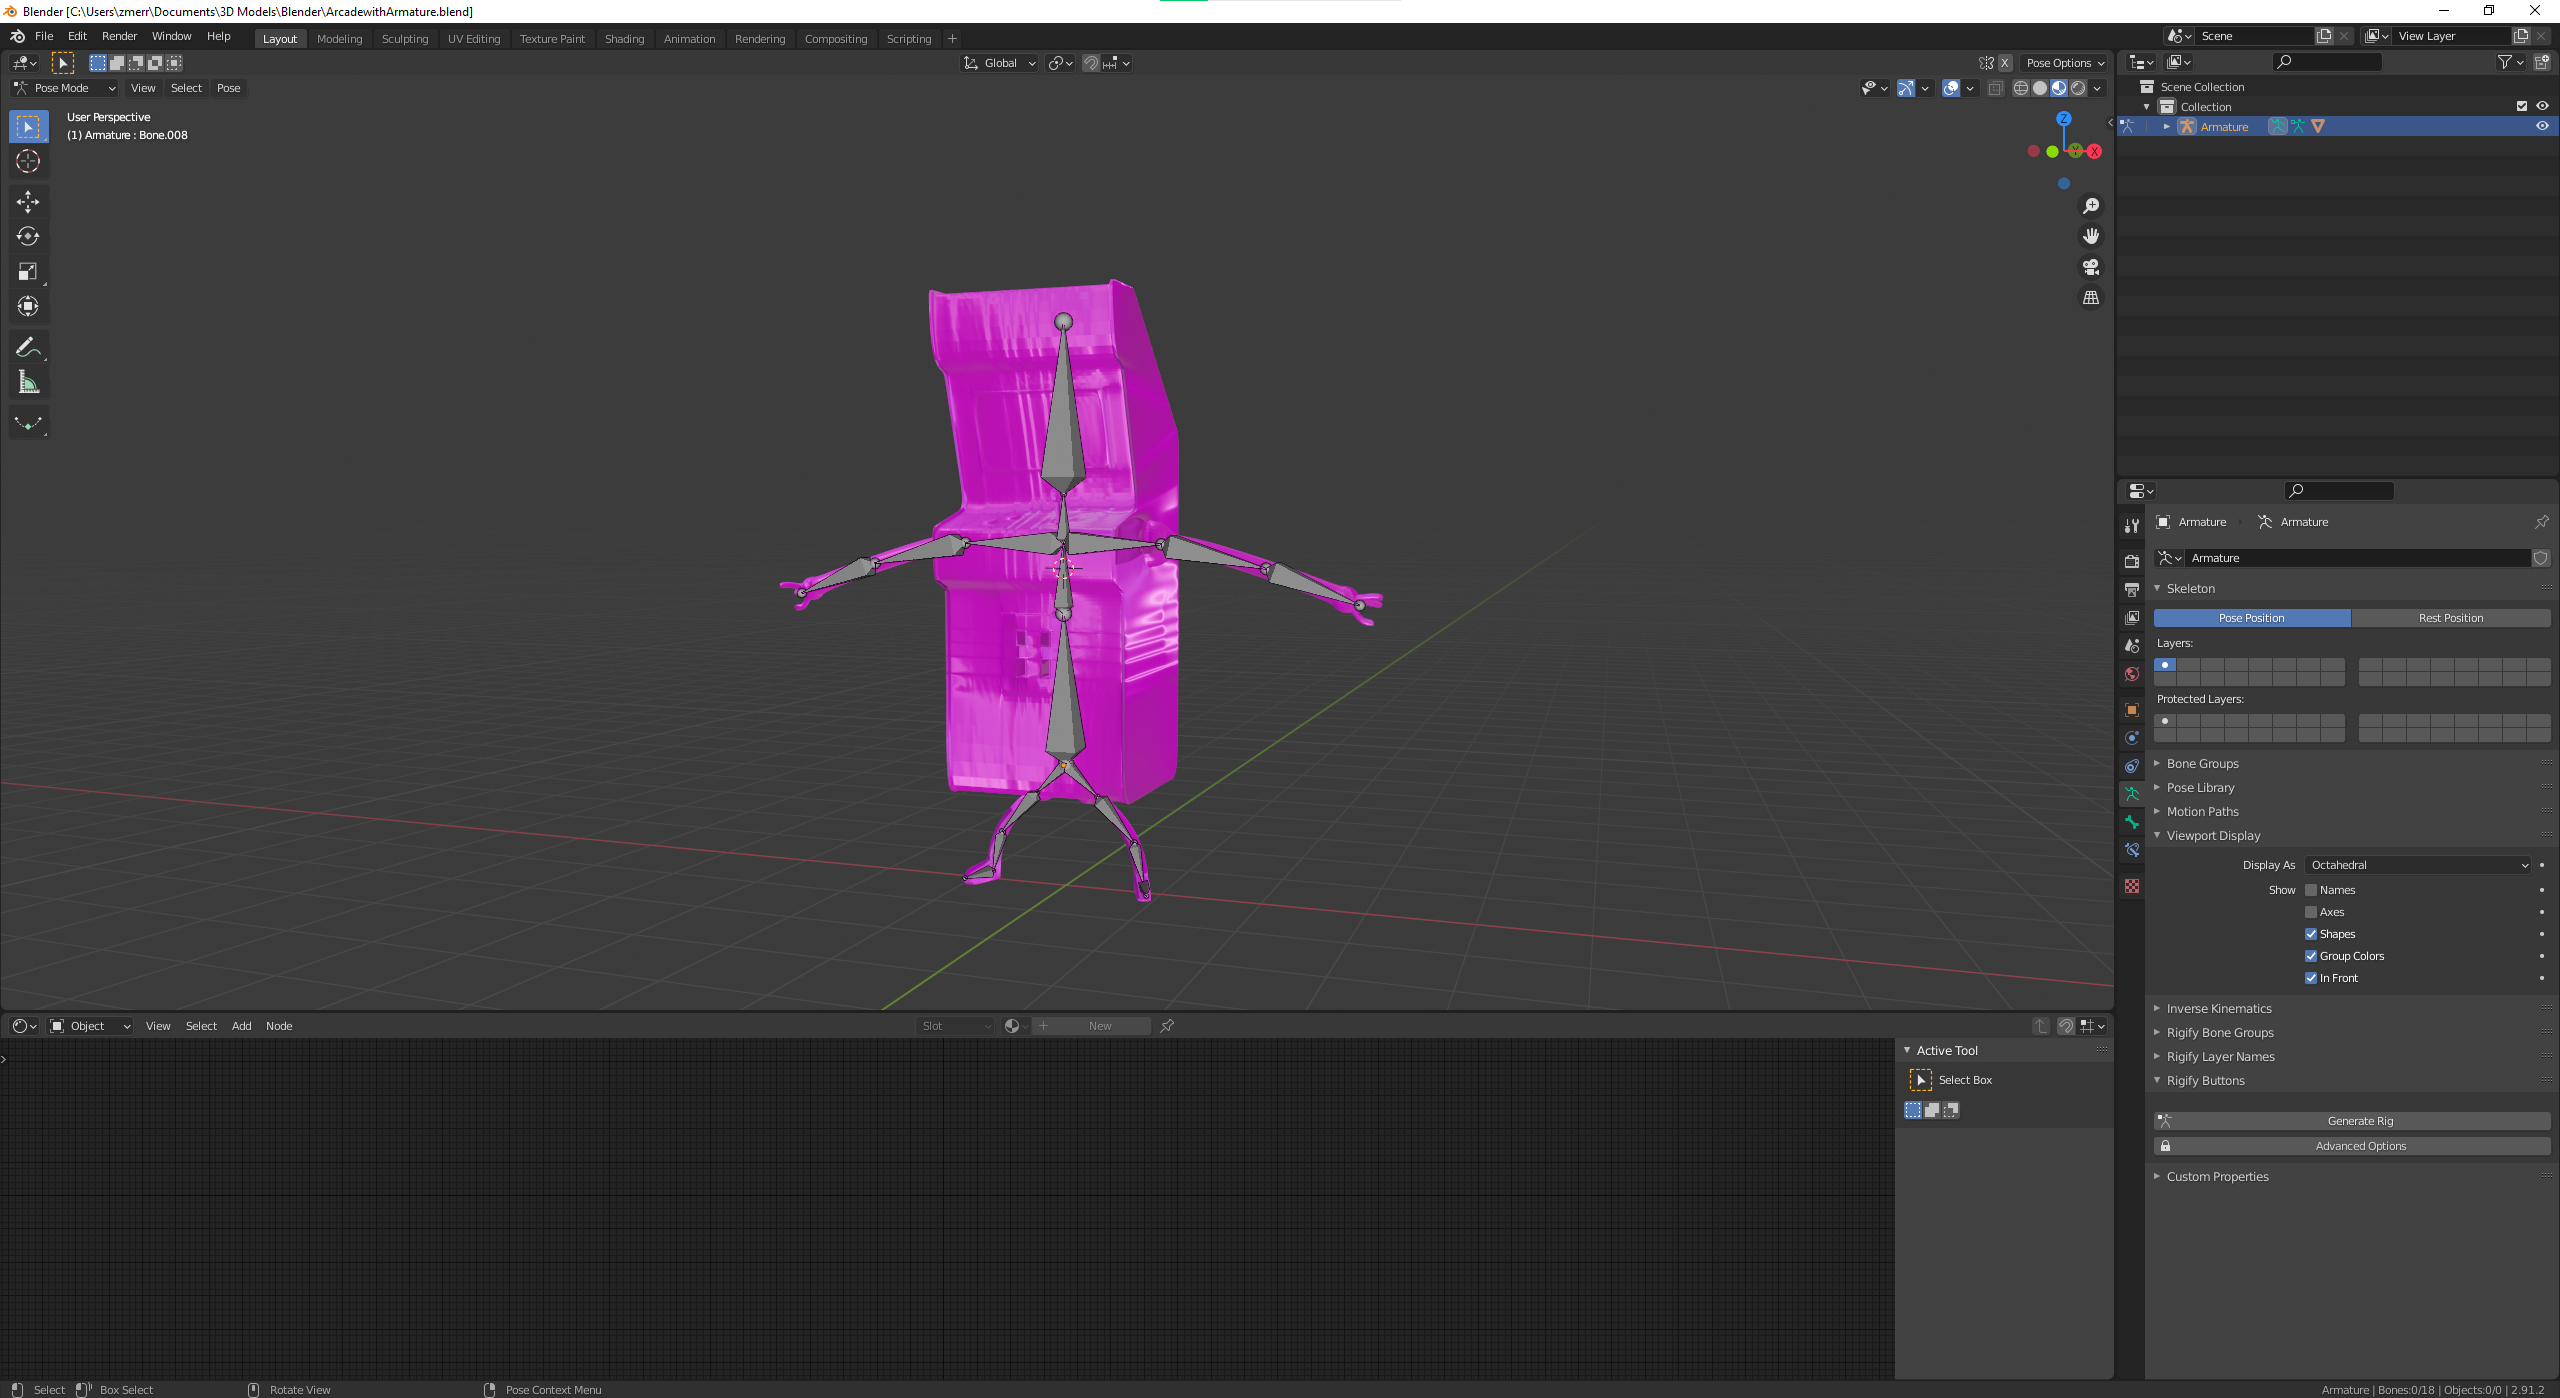 Blender [C:\Users\zmerr\Documents\3D Models\Blender\ArcadewithArmature.blend]
File Edit Render Window Help Layout Modeling Sculpting UV Editing Texture Paint Shading Animation Rendering Compositing Scripting + Scene View Layer
Global X Pose Options
Pose Mode View Select Pose
User Perspective
(1) Armature : Bone.008
Z
Y X
Scene Collection
Collection
Armature
Armature Armature
Armature
Skeleton
Pose Position Rest Position
Layers:
Protected Layers:
Bone Groups
Pose Library
Motion Paths
Viewport Display
Display As Octahedral
Show Names
Axes
Shapes
Group Colors
In Front
Inverse Kinematics
Rigify Bone Groups
Rigify Layer Names
Rigify Buttons
Generate Rig
Advanced Options
Custom Properties
Object View Select Add Node Slot New
Active Tool
Select Box
Select Box Select Rotate View Pose Context Menu Armature | Bones:0/18 | Objects:0/0 | 2.91.2